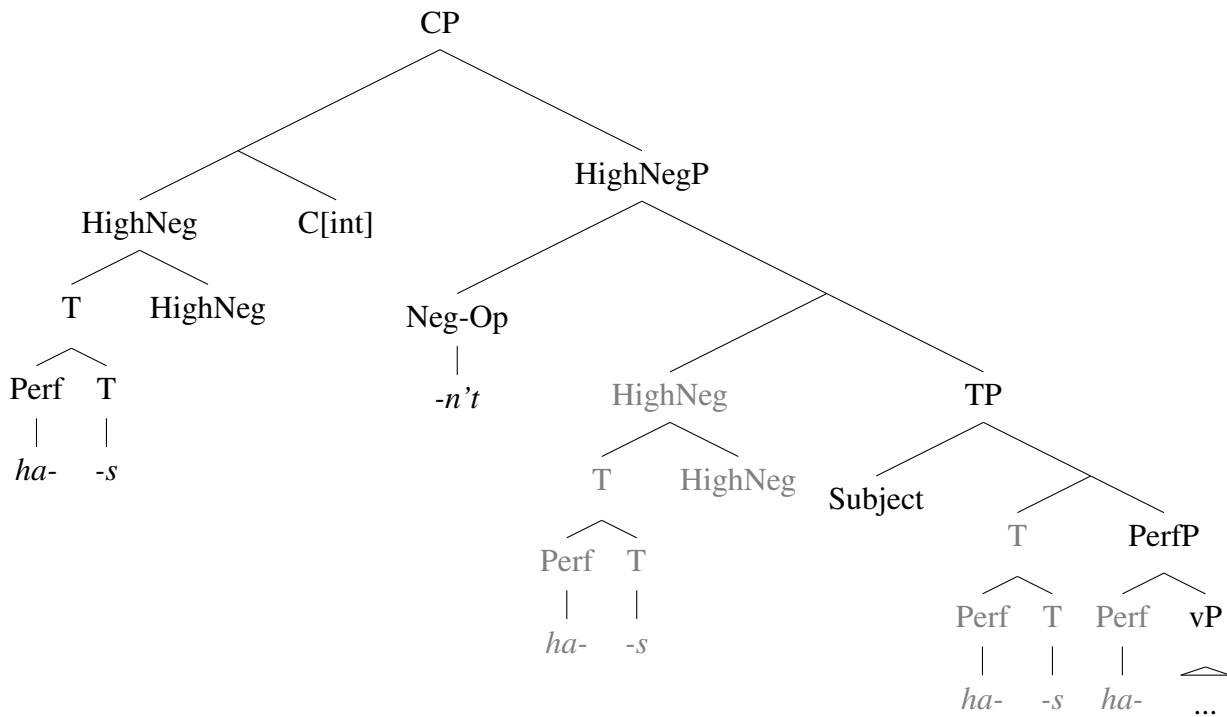 CP
HighNegP
HighNeg C[int]
T HighNeg
Neg-Op
Perf T
-n't
HighNeg TP
ha- -s
T HighNeg
Subject
T PerfP
Perf T
Perf T Perf vP
ha- -s
ha- -s ha- ...